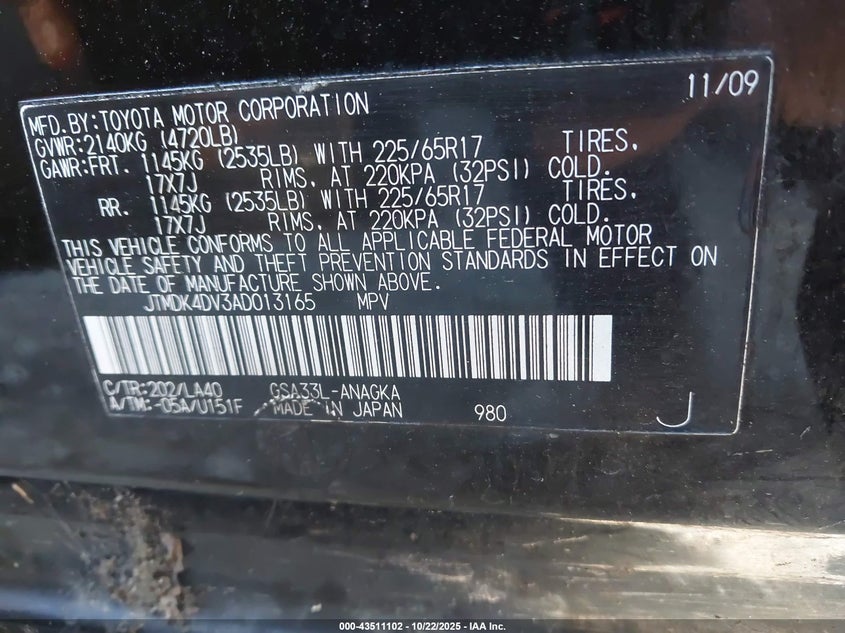 11/09
MFD.BY:TOYOTA MOTOR CORPORATION
GVWR:2140KG (4720LB)
GAWR:FRT. 1145KG (2535LB) WITH 225/65R17 TIRES,
17X7J RIMS, AT 220KPA (32PSI) COLD.
RR. 1145KG (2535LB) WITH 225/65R17 TIRES,
17X7J RIMS, AT 220KPA (32PSI) COLD.
THIS VEHICLE CONFORMS TO ALL APPLICABLE FEDERAL MOTOR
VEHICLE SAFETY AND THEFT PREVENTION STANDARDS IN EFFECT ON
THE DATE OF MANUFACTURE SHOWN ABOVE.
JTMDK4DV3AD013165 MPV
C/TR:202/LA40 GSA33L-ANAGKA
A/TM:-05A/U151F MADE IN JAPAN 980 J
000-43511102 - 10/22/2025 - IAA Inc.